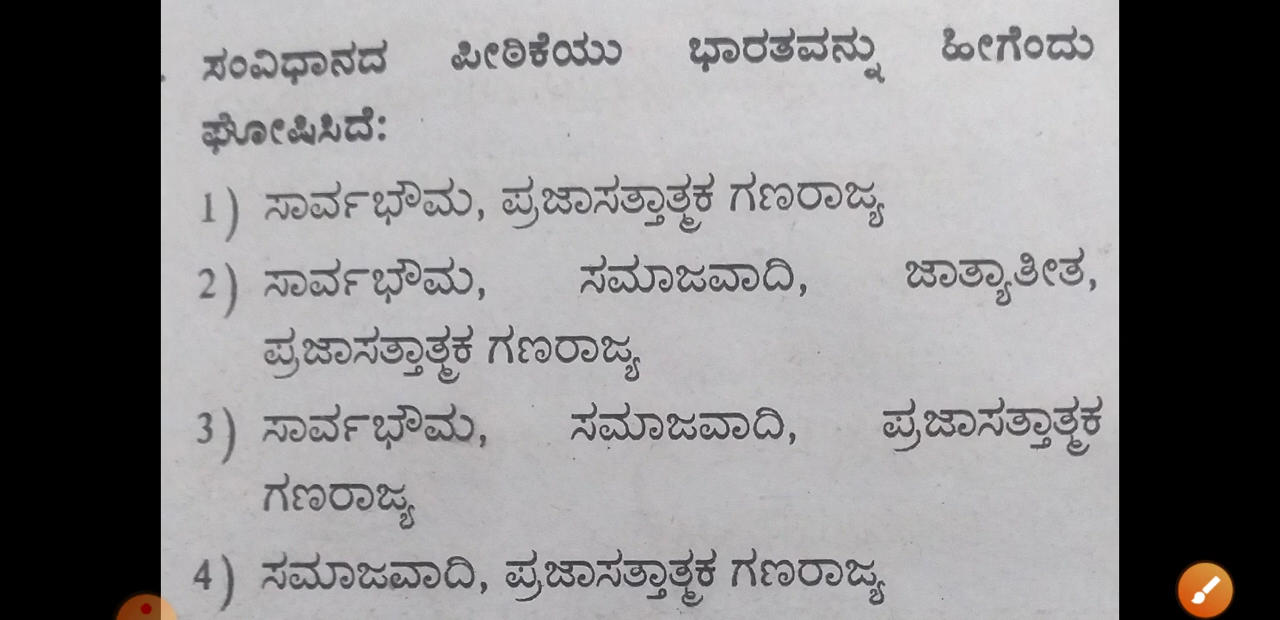 ಸಂವಿಧಾನದ ಪೀಠಿಕೆಯು ಭಾರತವನ್ನು ಹೀಗೆಂದು
ಘೋಷಿಸಿದೆ:
1) ಸಾರ್ವಭೌಮ, ಪ್ರಜಾಸತ್ತಾತ್ಮಕ ಗಣರಾಜ್ಯ
2) ಸಾರ್ವಭೌಮ, ಸಮಾಜವಾದಿ, ಜಾತ್ಯಾತೀತ,
ಪ್ರಜಾಸತ್ತಾತ್ಮಕ ಗಣರಾಜ್ಯ
3) ಸಾರ್ವಭೌಮ, ಸಮಾಜವಾದಿ, ಪ್ರಜಾಸತ್ತಾತ್ಮಕ
ಗಣರಾಜ್ಯ
4) ಸಮಾಜವಾದಿ, ಪ್ರಜಾಸತ್ತಾತ್ಮಕ ಗಣರಾಜ್ಯ